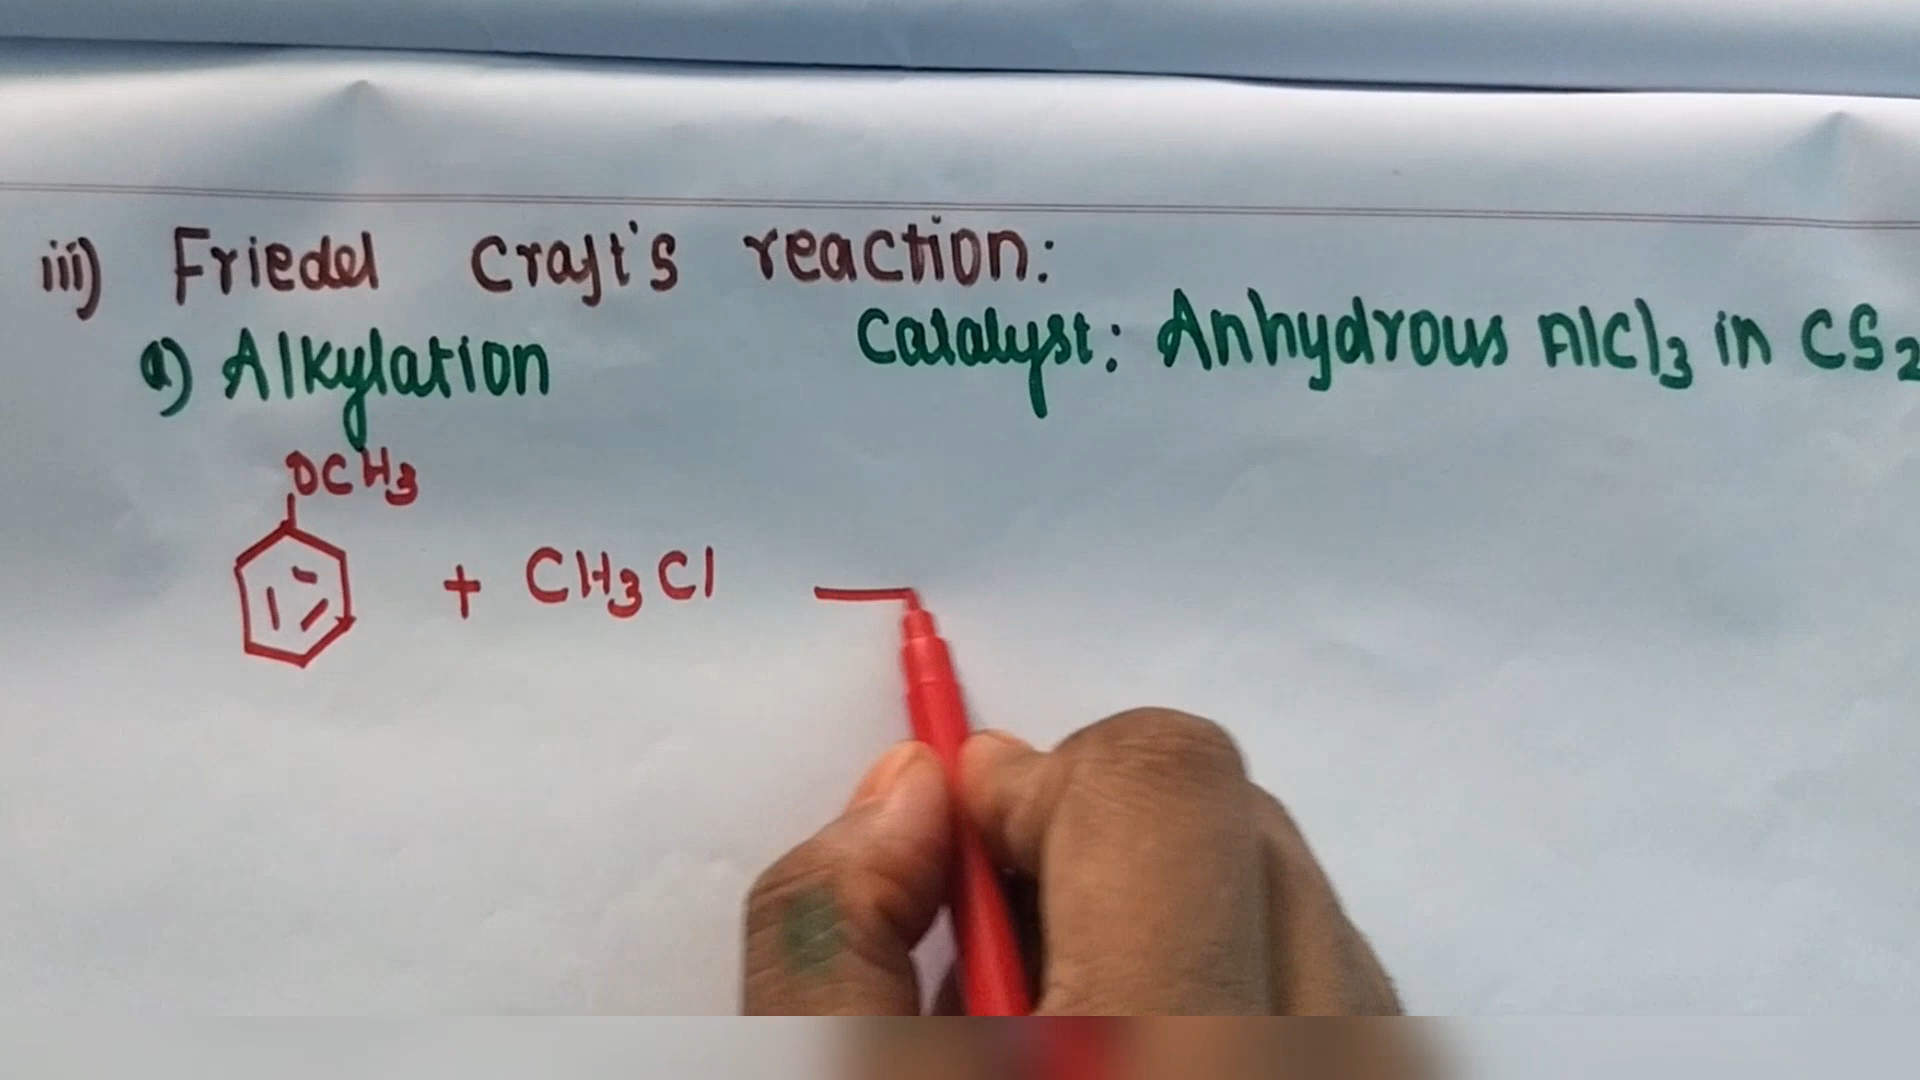 iii) Friedel Craft's reaction:
a) Alkylation
Catalyst: Anhydrous AlCl3 in CS2
OCH3
+ CH3Cl